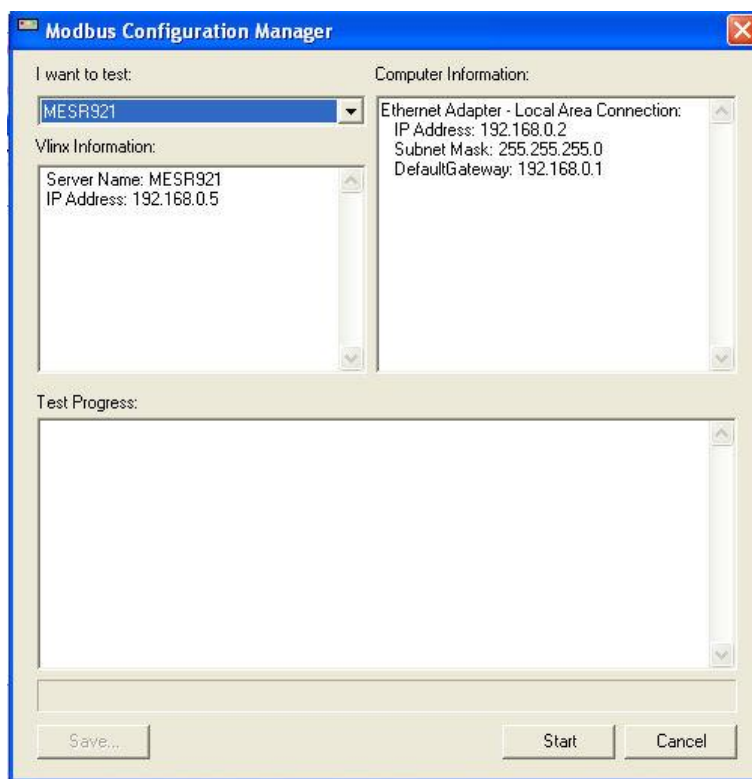 Modbus Configuration Manager
I want to test:
MESR921
Vlinx Information:
Server Name: MESR921
IP Address: 192.168.0.5
Computer Information:
Ethernet Adapter - Local Area Connection:
IP Address: 192.168.0.2
Subnet Mask: 255.255.255.0
DefaultGateway: 192.168.0.1
Test Progress:
Save...
Start
Cancel